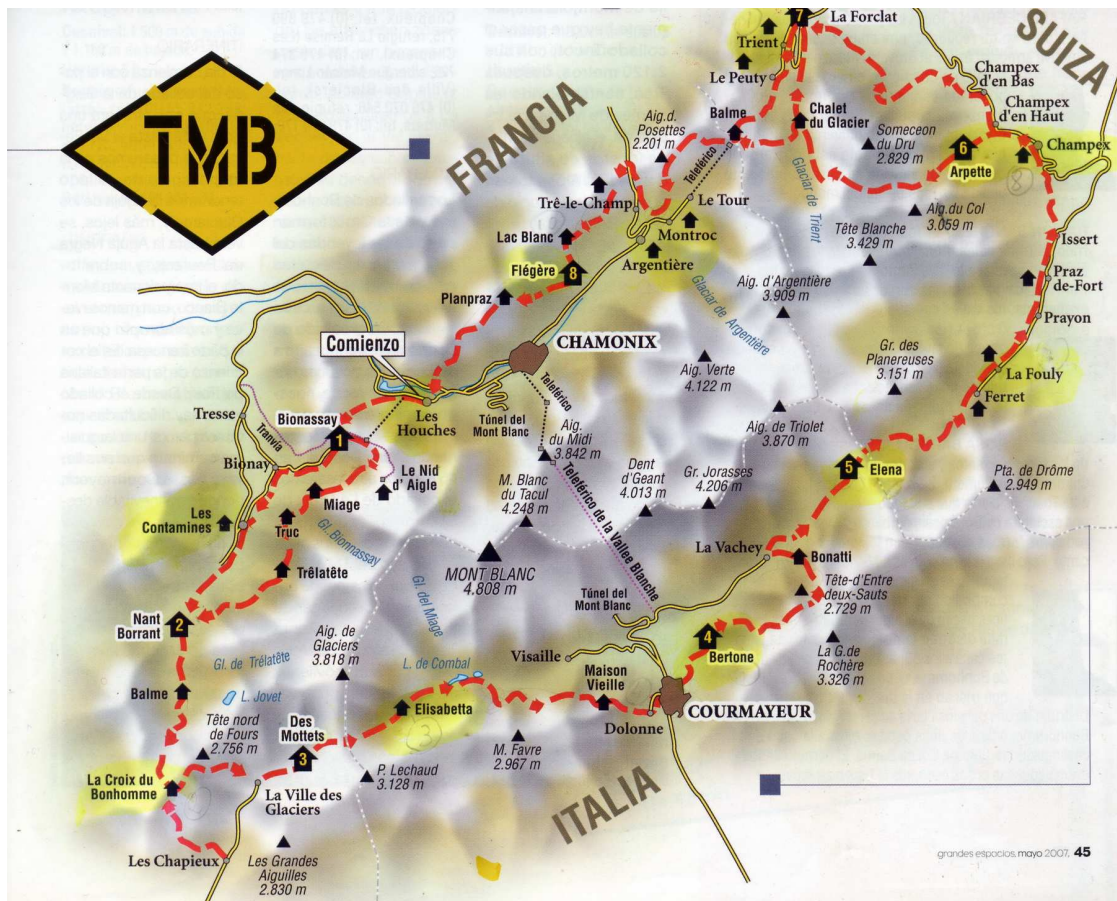 TMB
FRANCIA
SUIZA
ITALIA
7
La Forclat
Trient
Le Peuty
Champex
d'en Bas
Champex
d'en Haut
Champex
Balme
Chalet
du Glacier
Someceon
du Dru
2.829 m
6
Arpette
8
Aig.d.
Posettes
2.201 m
Teleférico
Glaciar de Trient
Trê-le-Champ
Le Tour
Montroc
Argentière
Aig.du Col
3.059 m
Tête Blanche
3.429 m
Issert
Praz
de-Fort
Prayon
La Fouly
Ferret
Lac Blanc
Flégère
8
Planpraz
Aig. d'Argentière
3.909 m
Glaciar de Argentière
Gr. des
Planereuses
3.151 m
Comienzo
CHAMONIX
Aig. Verte
4.122 m
Les
Houches
Teleférico
Túnel del
Mont Blanc
Aig.
du Midi
3.842 m
Aig. de Triolet
3.870 m
Tresse
Tranvia
Bionassay
1
Bionay
Le Nid
d' Aigle
Miage
Les
Contamines
Truc
Gl. Bionnassay
Trêlatête
M. Blanc
du Tacul
4.248 m
Dent
d'Geant
4.013 m
Gr. Jorasses
4.206 m
5
Elena
Pta. de Drôme
2.949 m
MONT BLANC
4.808 m
Teleférico de la Vallee Blanche
La Vachey
Bonatti
Tête-d'Entre
deux-Sauts
2.729 m
Túnel del
Mont Blanc
Gl. del Miage
Nant
Borrant
2
Aig. de
Glaciers
3.818 m
Gl. de Trélatête
L. Jovet
Balme
L. de Combal
Visaille
Maison
Vieille
4
Bertone
La G.de
Rochère
3.326 m
Elisabetta
3
Dolonne
COURMAYEUR
Tête nord
de Fours
2.756 m
Des
Mottets
3
M. Favre
2.967 m
P. Lechaud
3.128 m
La Croix du
Bonhomme
La Ville des
Glaciers
Les Chapieux
Les Grandes
Aiguilles
2.830 m
grandes espacios, mayo 2007, 45